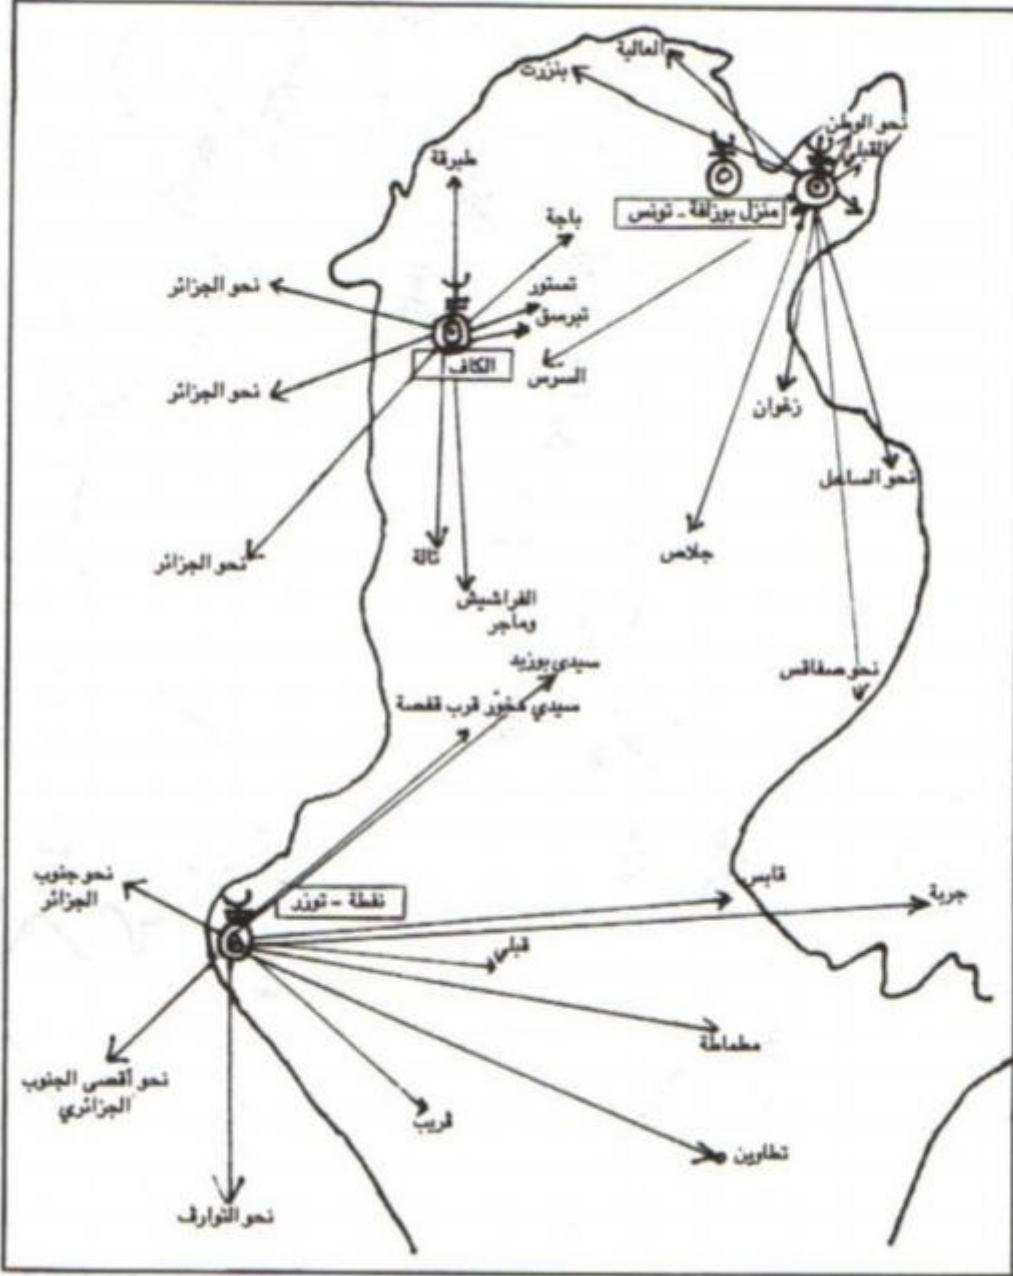 العالية
بنزرت
نحو الوطن
القبلي
طبرقة
منزل بوزلفة - تونس
باجة
نحو الجزائر
تستور
تبرسق
الكاف
السرس
نحو الجزائر
زغوان
نحو الساحل
نحو الجزائر
تالة
جلاص
الفراشيش
وماجر
سيدي بوزيد
نحو صفاقس
سيدي مخوّر قرب قفصة
نحو جنوب
الجزائر
نفطة - توزر
قابس
جربة
قبلي
مطماطة
نحو أقصى الجنوب
الجزائري
قريب
تطاوين
نحو التوارق